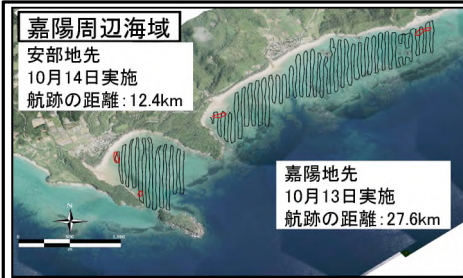 嘉陽周辺海域
安部地先
10月14日実施
航跡の距離:12.4km
嘉陽地先
10月13日実施
航跡の距離:27.6km